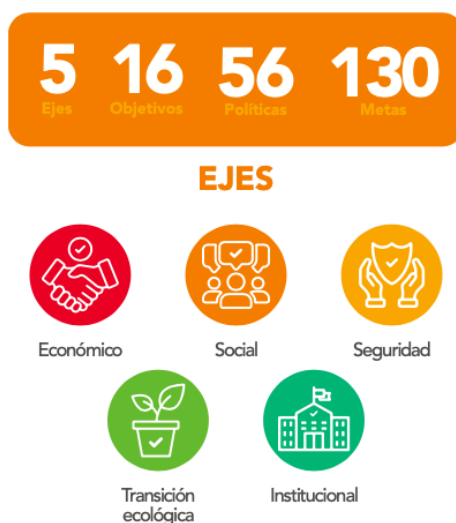 5 16 56 130
Ejes Objetivos Políticas Metas
EJES
Económico Social Seguridad
Transición Institucional
ecológica